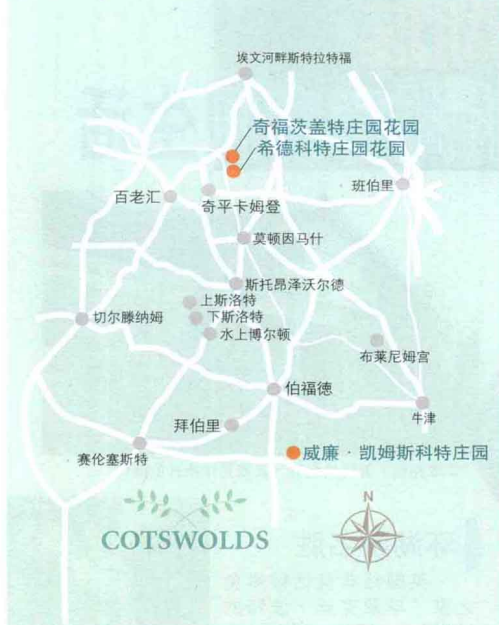 埃文河畔斯特拉特福
奇福茨盖特庄园花园
希德科特庄园花园
班伯里
百老汇
奇平卡姆登
莫顿因马什
斯托昂泽沃尔德
上斯洛特
切尔滕纳姆
下斯洛特
水上博尔顿
布莱尼姆宫
伯福德
牛津
拜伯里
威廉·凯姆斯科特庄园
赛伦塞斯特
N
COTSWOLDS